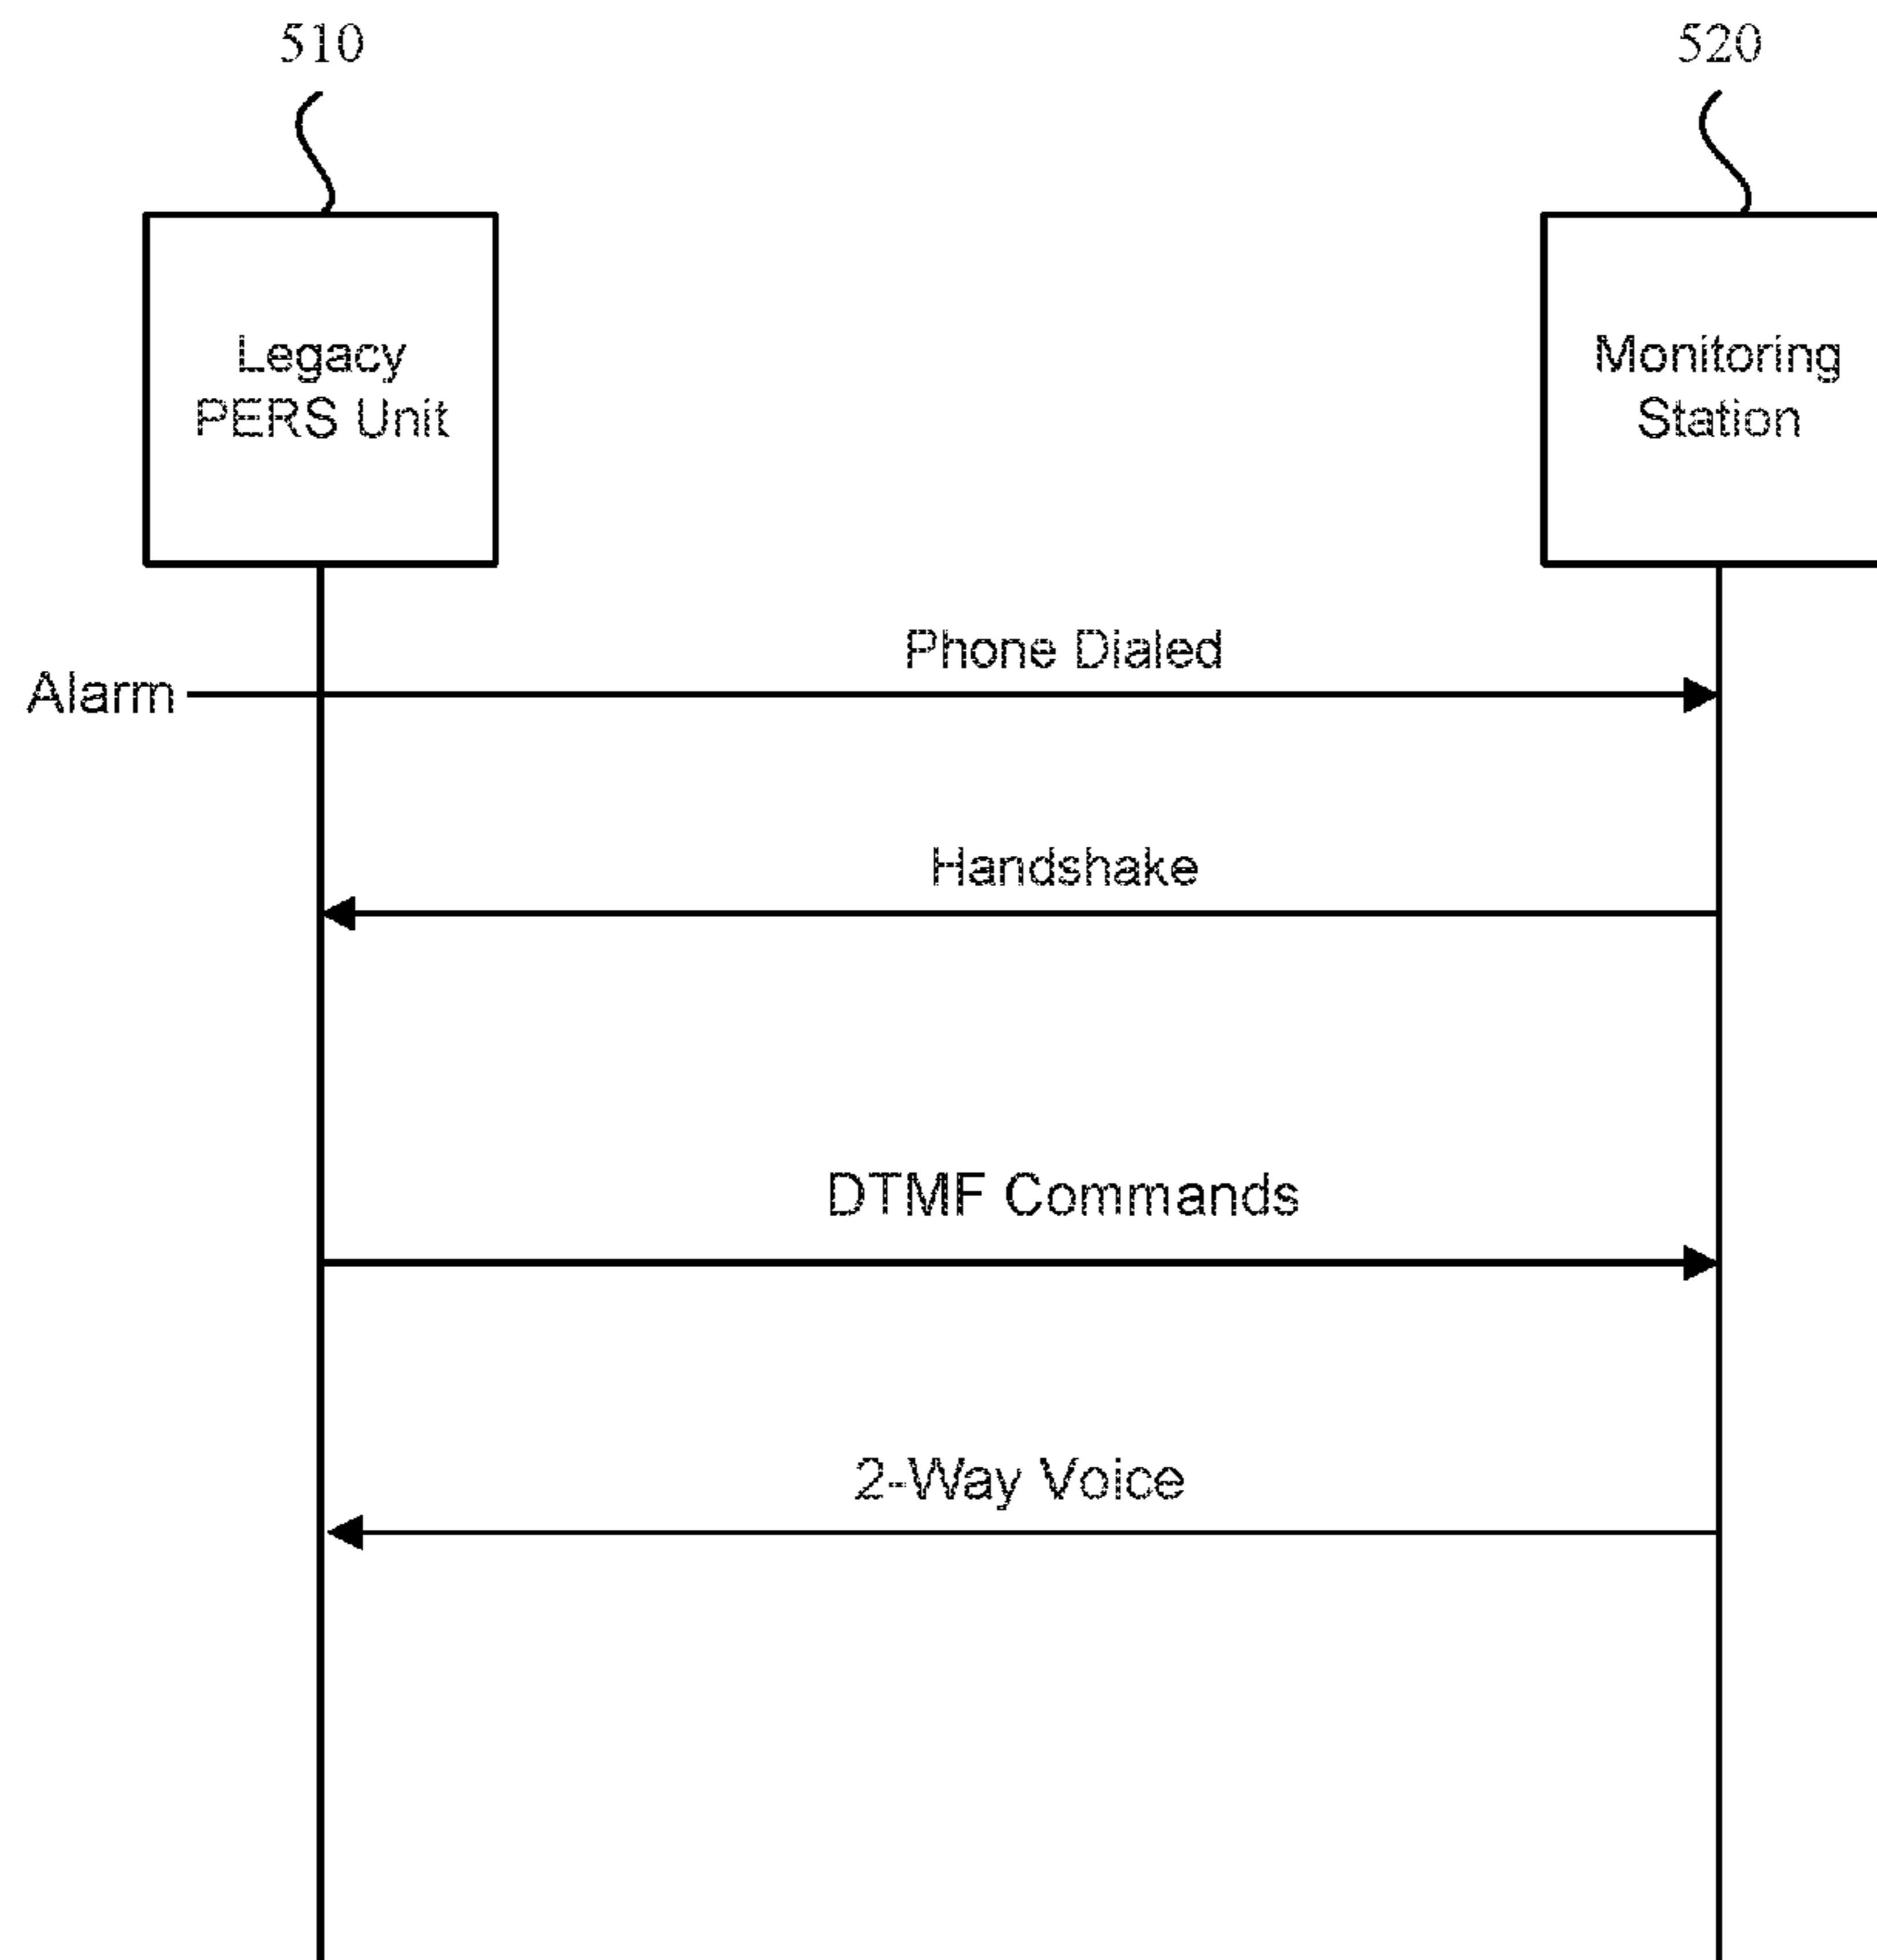 510
520
Legacy
PERS Unit
Monitoring
Station
Phone Dialed
Alarm
Handshake
DTMF Commands
2-Way Voice